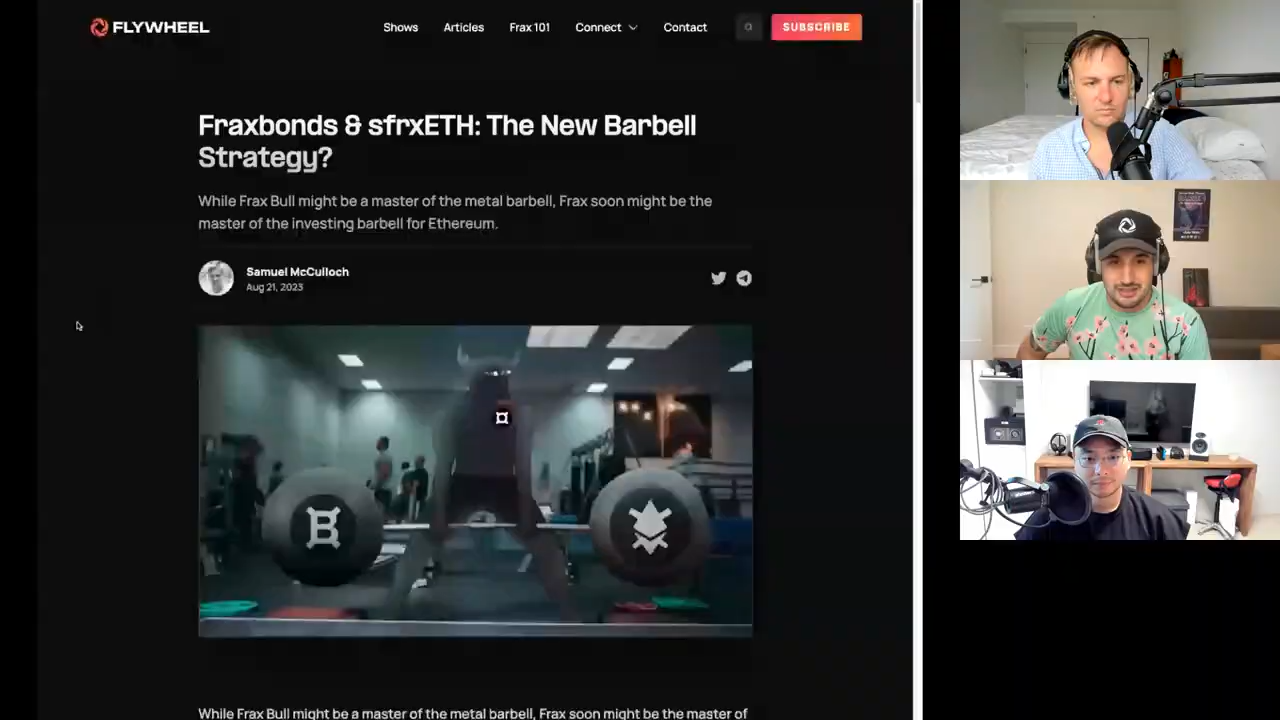 FLYWHEEL
Shows Articles Frax 101 Connect Contact SUBSCRIBE
Fraxbonds & sfrxETH: The New Barbell
Strategy?
While Frax Bull might be a master of the metal barbell, Frax soon might be the
master of the investing barbell for Ethereum.
Samuel McCulloch
Aug 21, 2023
B
While Frax Bull might be a master of the metal barbell, Frax soon might be the master of